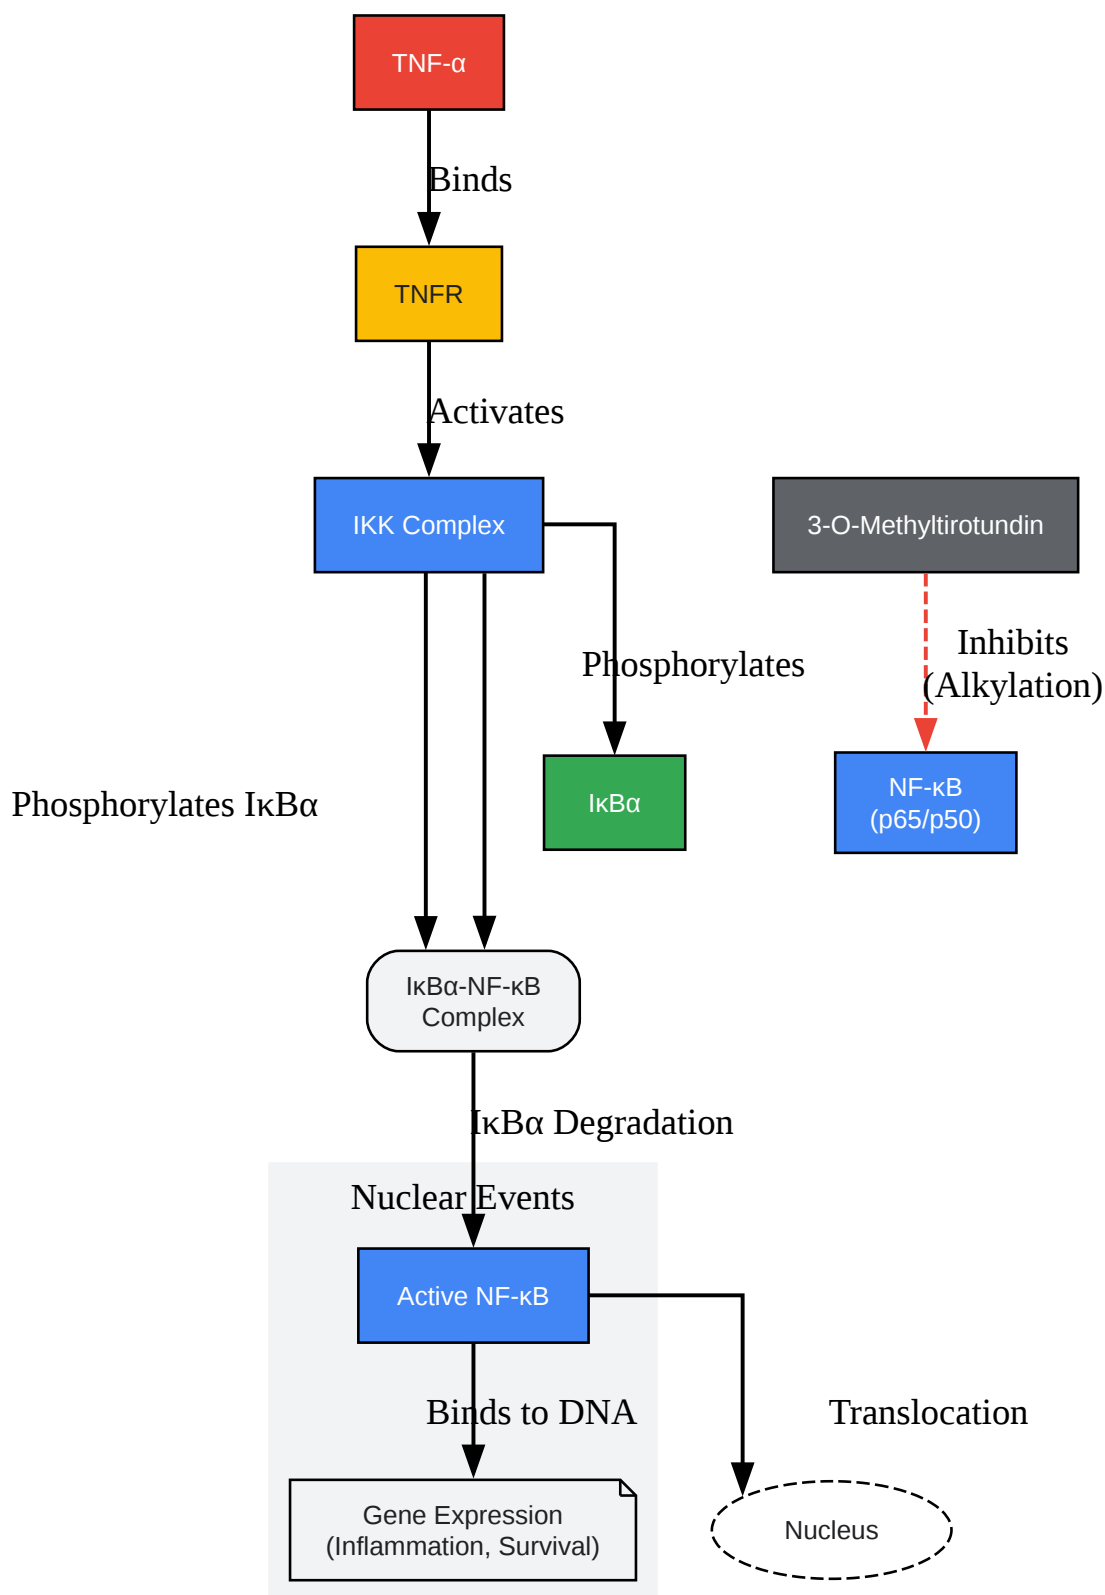 TNF-α
Binds
TNFR
Activates
IKK Complex
3-O-Methyltirotundin
Phosphorylates
Inhibits
(Alkylation)
Phosphorylates IκBα
IκBα
NF-κB
(p65/p50)
IκBα-NF-κB
Complex
IκBα Degradation
Nuclear Events
Active NF-κB
Binds to DNA
Translocation
Gene Expression
(Inflammation, Survival)
Nucleus